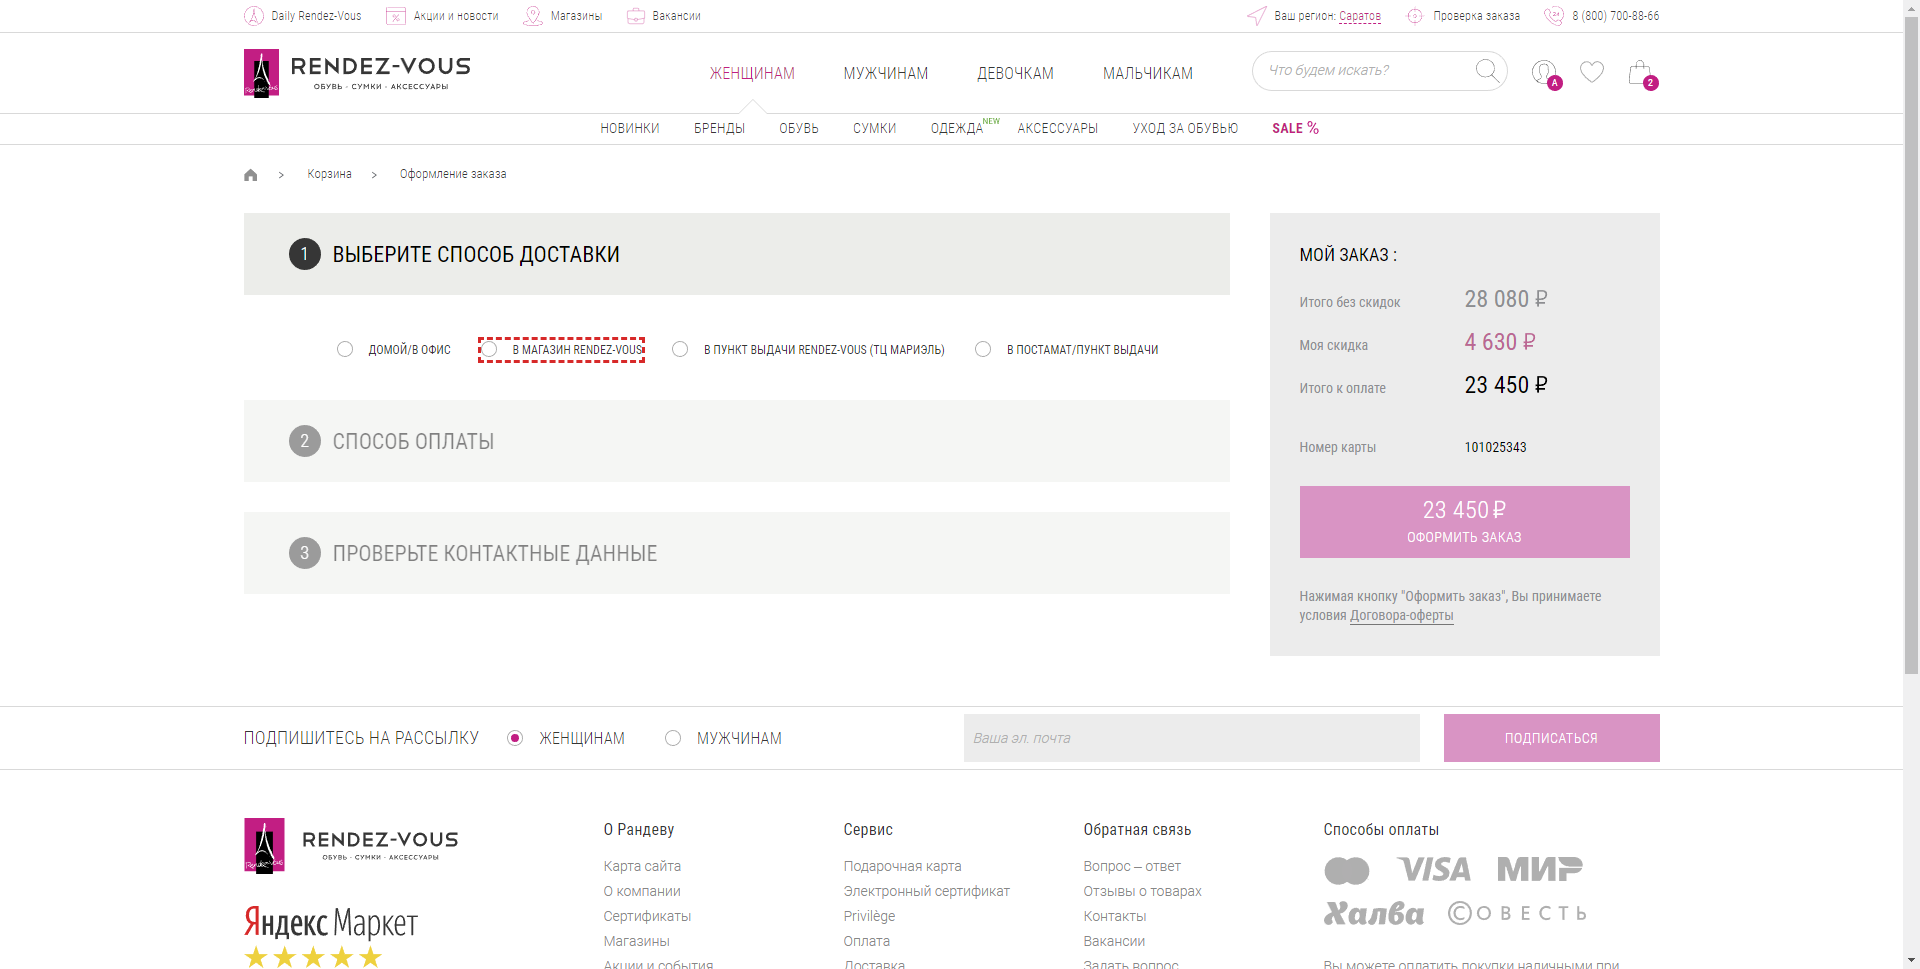 Daily Rendez-Vous
Акции и новости
Магазины
Вакансии
Ваш регион: Саратов
Проверка заказа
8 (800) 700-88-66
RENDEZ-VOUS
ОБУВЬ · СУМКИ · АКСЕССУАРЫ
ЖЕНЩИНАМ
МУЖЧИНАМ
ДЕВОЧКАМ
МАЛЬЧИКАМ
Что будем искать?
A
2
НОВИНКИ
БРЕНДЫ
ОБУВЬ
СУМКИ
ОДЕЖДА NEW
АКСЕССУАРЫ
УХОД ЗА ОБУВЬЮ
SALE %
> Корзина > Оформление заказа
1 ВЫБЕРИТЕ СПОСОБ ДОСТАВКИ
ДОМОЙ/В ОФИС
В МАГАЗИН RENDEZ-VOUS
В ПУНКТ ВЫДАЧИ RENDEZ-VOUS (ТЦ МАРИЭЛЬ)
В ПОСТАМАТ/ПУНКТ ВЫДАЧИ
2 СПОСОБ ОПЛАТЫ
3 ПРОВЕРЬТЕ КОНТАКТНЫЕ ДАННЫЕ
МОЙ ЗАКАЗ :
Итого без скидок 28 080 ₽
Моя скидка 4 630 ₽
Итого к оплате 23 450 ₽
Номер карты 101025343
23 450 ₽
ОФОРМИТЬ ЗАКАЗ
Нажимая кнопку "Оформить заказ", Вы принимаете
условия Договора-оферты
ПОДПИШИТЕСЬ НА РАССЫЛКУ
ЖЕНЩИНАМ
МУЖЧИНАМ
Ваша эл. почта
ПОДПИСАТЬСЯ
RENDEZ-VOUS
ОБУВЬ · СУМКИ · АКСЕССУАРЫ
Яндекс Маркет
О Рандеву
Карта сайта
О компании
Сертификаты
Магазины
Акции и события
Сервис
Подарочная карта
Электронный сертификат
Privilège
Оплата
Доставка
Обратная связь
Вопрос – ответ
Отзывы о товарах
Контакты
Вакансии
Задать вопрос
Способы оплаты
VISA
МИР
Халва
©ОВЕСТЬ
Вы можете оплатить покупки наличными при